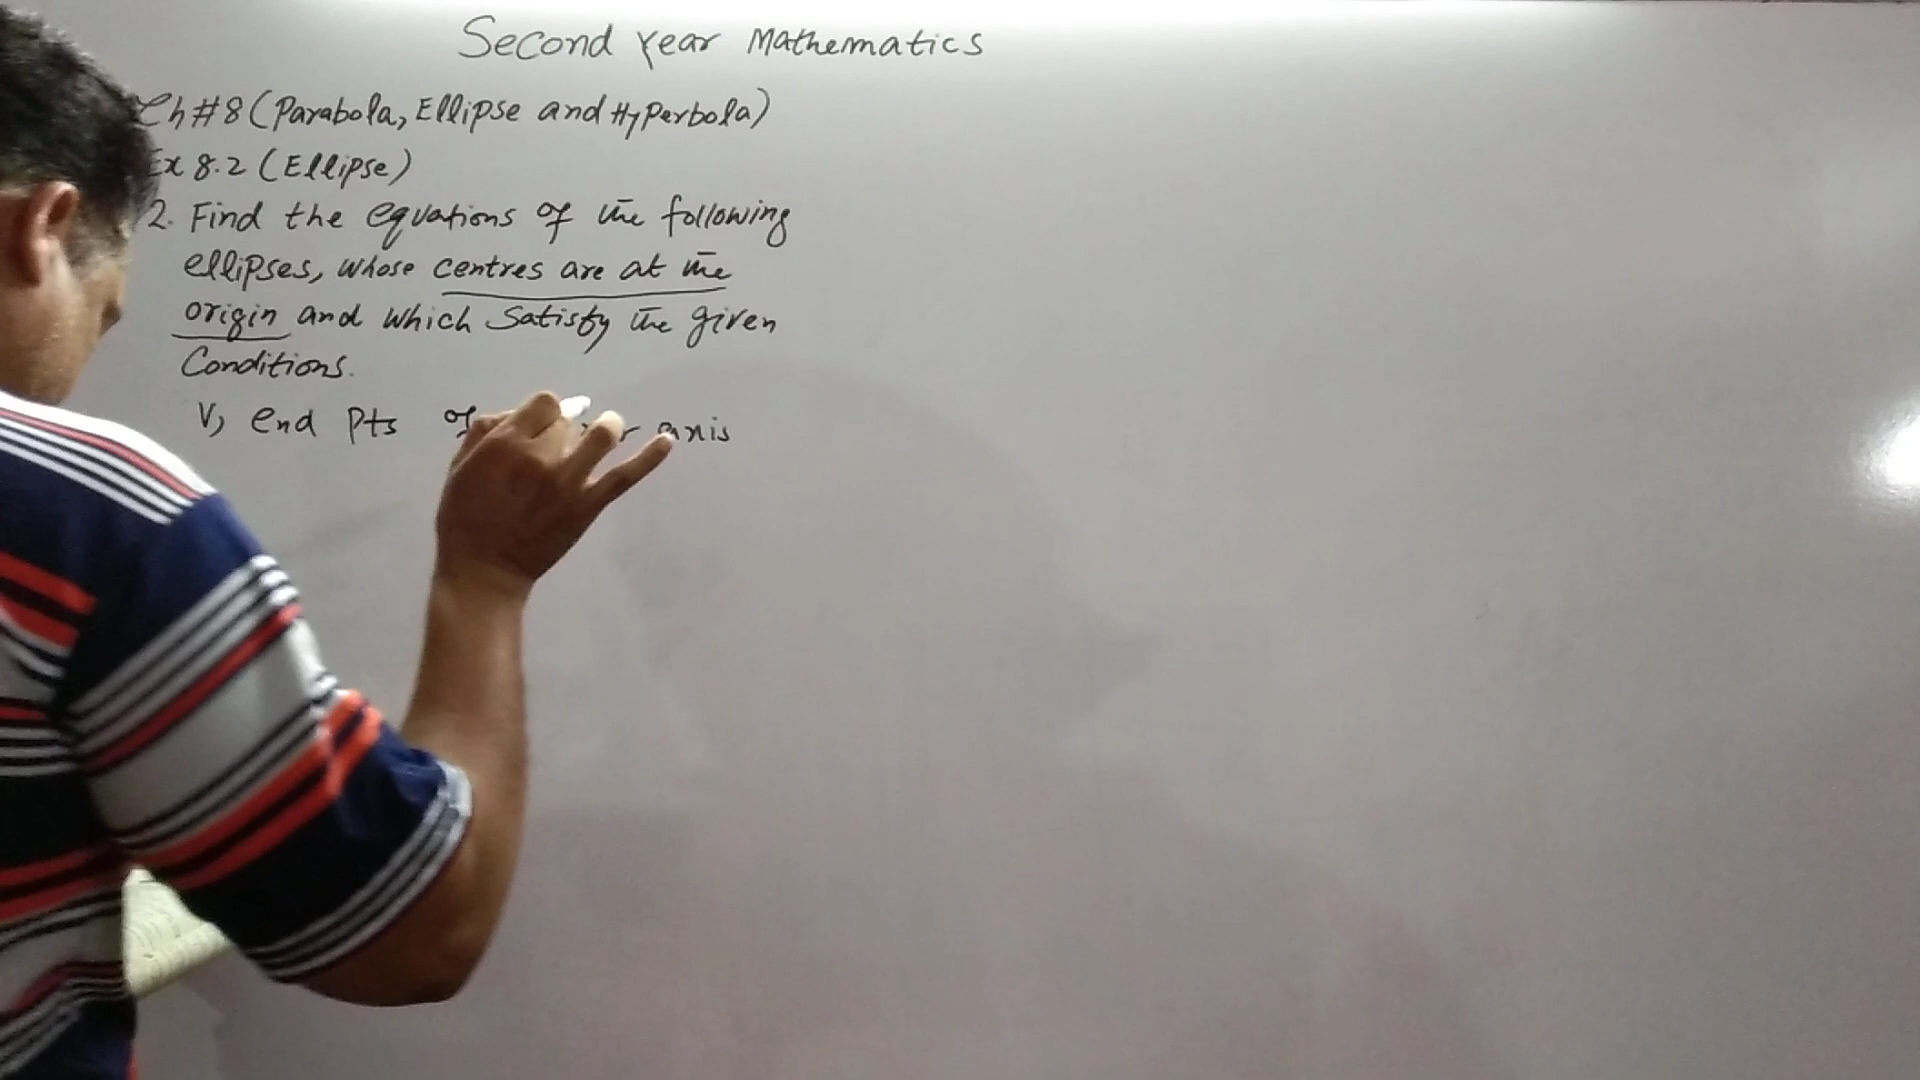 Second Year Mathematics
Ch#8 (Parabola, Ellipse and Hyperbola)
Ex 8.2 (Ellipse)
2. Find the equations of the following
ellipses, whose centres are at the
origin and which satisfy the given
Conditions.
V, end Pts of axis